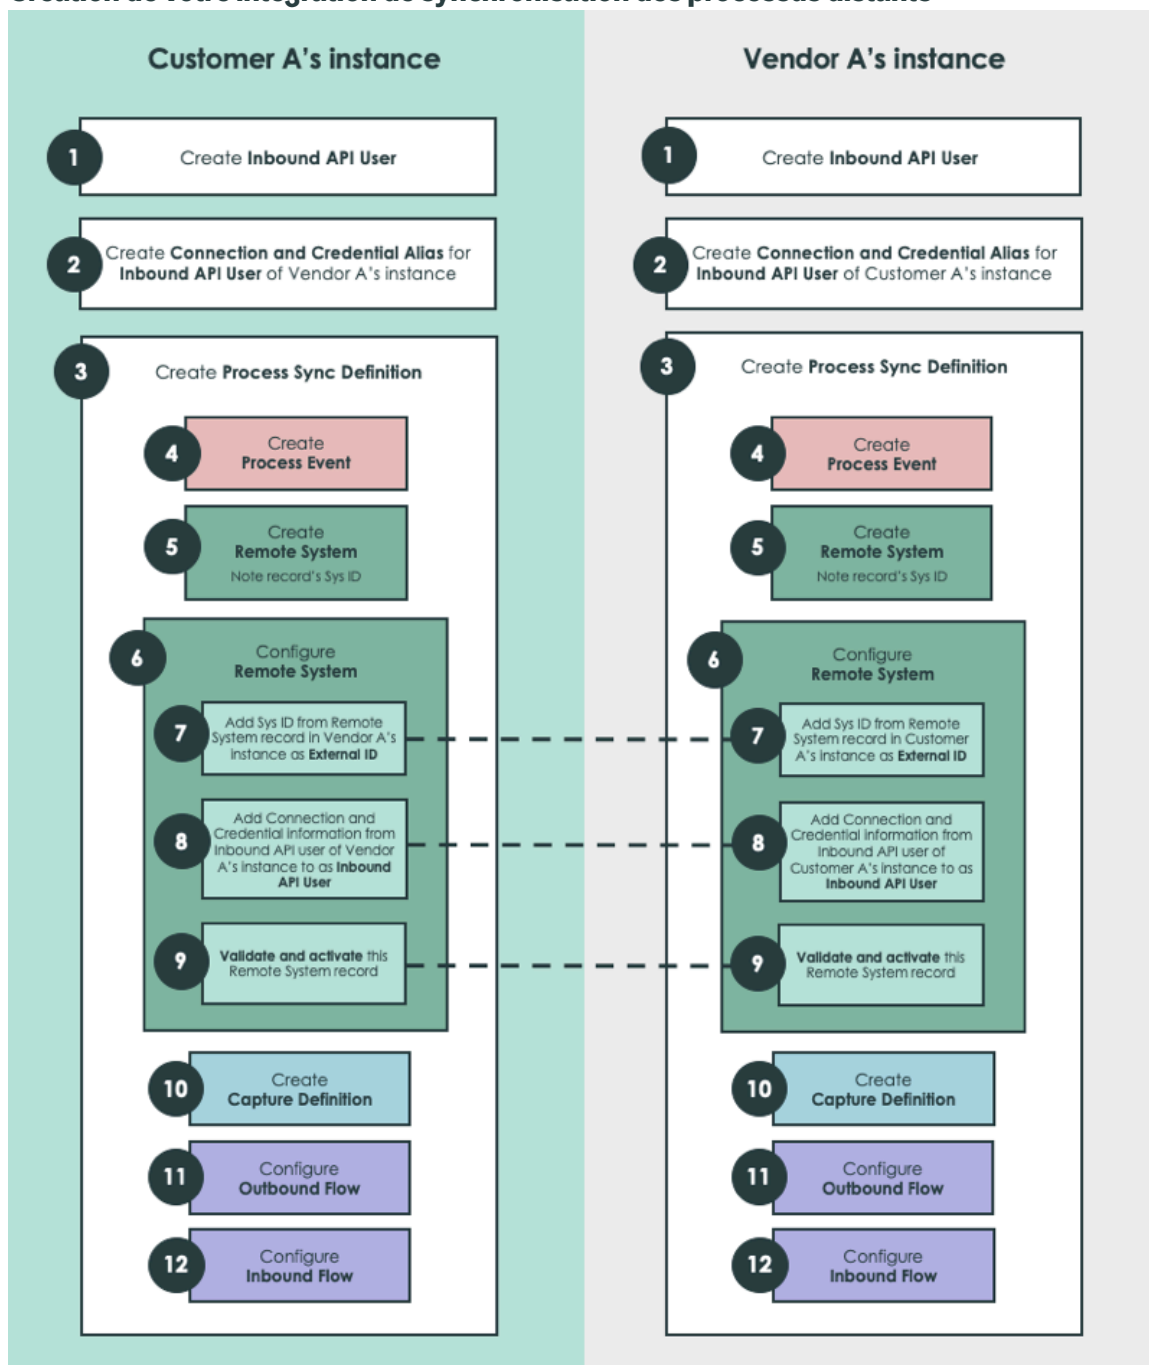 Création de votre intégration de synchronisation des processus distants
Customer A's instance
1
Create Inbound API User
2
Create Connection and Credential Alias for
Inbound API User of Vendor A's instance
3
Create Process Sync Definition
4
Create
Process Event
5
Create
Remote System
Note record's Sys ID
6
Configure
Remote System
7
Add Sys ID from Remote
System record in Vendor A's
instance as External ID
8
Add Connection and
Credential information from
Inbound API user of Vendor
A's instance to as Inbound
API User
9
Validate and activate this
Remote System record
10
Create
Capture Definition
11
Configure
Outbound Flow
12
Configure
Inbound Flow
Vendor A's instance
1
Create Inbound API User
2
Create Connection and Credential Alias for
Inbound API User of Customer A's instance
3
Create Process Sync Definition
4
Create
Process Event
5
Create
Remote System
Note record's Sys ID
6
Configure
Remote System
7
Add Sys ID from Remote
System record in Customer
A's instance as External ID
8
Add Connection and
Credential information from
Inbound API user of
Customer A's instance to as
Inbound API User
9
Validate and activate this
Remote System record
10
Create
Capture Definition
11
Configure
Outbound Flow
12
Configure
Inbound Flow